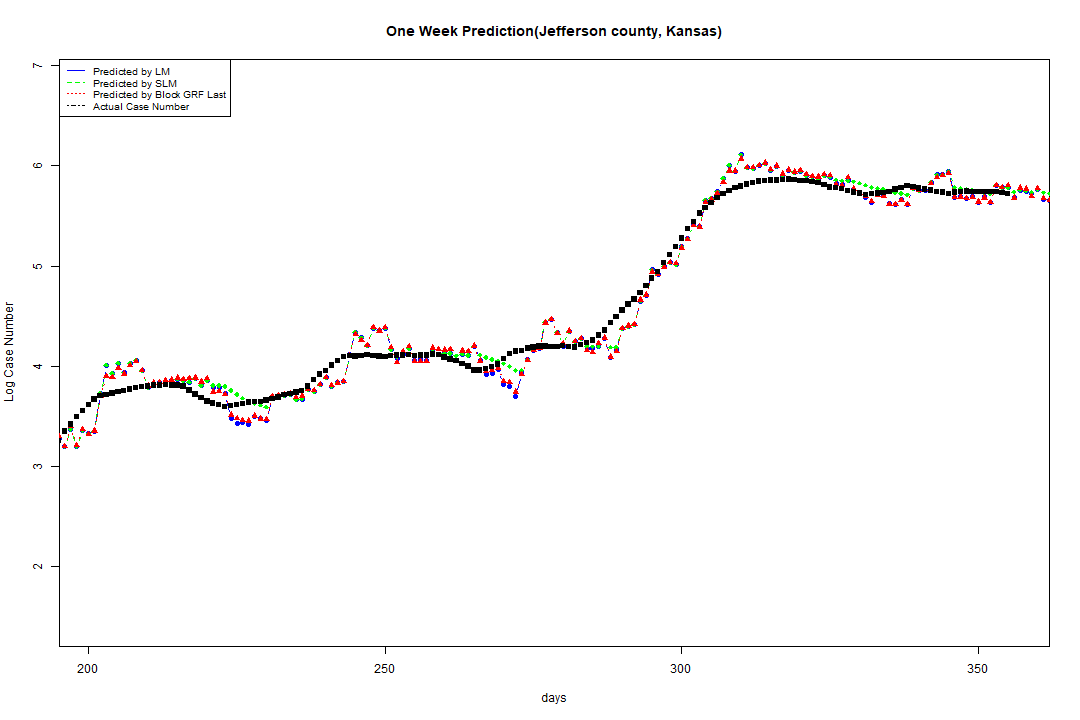 One Week Prediction(Jefferson county, Kansas)
Predicted by LM
Predicted by SLM
Predicted by Block GRF Last
Actual Case Number
Log Case Number
7
6
5
4
3
2
200
250
300
350
days